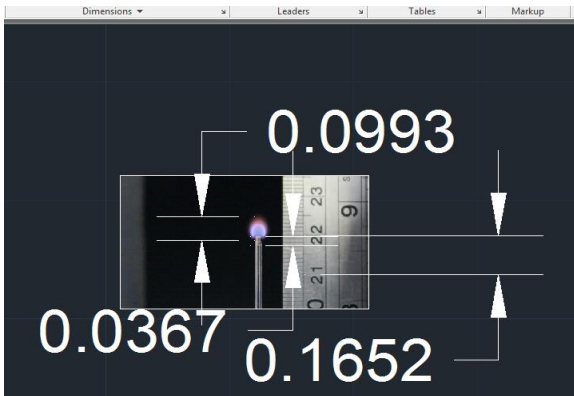 Dimensions
Leaders
Tables
Markup
0.0993
23
22
21
9
0.0367
0.1652